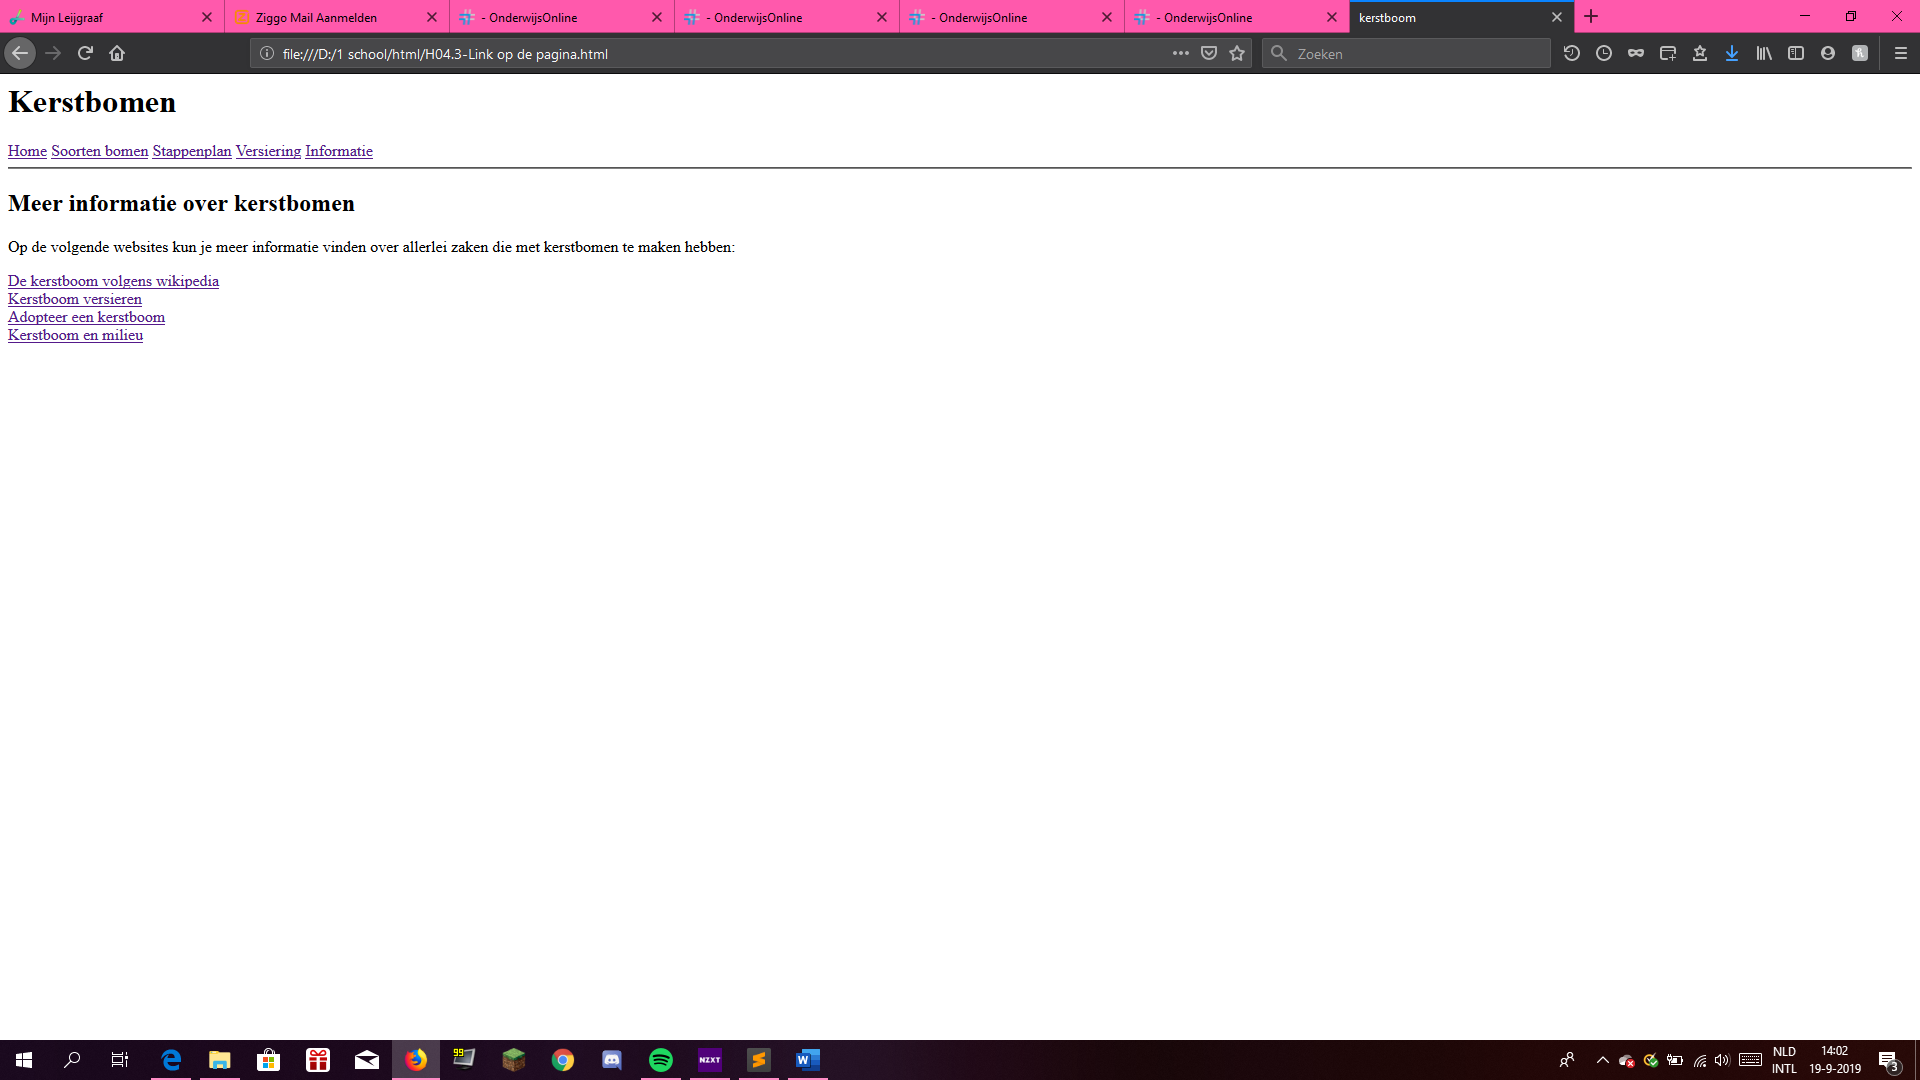 Mijn Leijgraaf
Ziggo Mail Aanmelden
- OnderwijsOnline
- OnderwijsOnline
- OnderwijsOnline
- OnderwijsOnline
kerstboom
file:///D:/1 school/html/H04.3-Link op de pagina.html
Zoeken
Kerstbomen
Home Soorten bomen Stappenplan Versiering Informatie
Meer informatie over kerstbomen
Op de volgende websites kun je meer informatie vinden over allerlei zaken die met kerstbomen te maken hebben:
De kerstboom volgens wikipedia
Kerstboom versieren
Adopteer een kerstboom
Kerstboom en milieu
99
NZXT
W
NLD
INTL
14:02
19-9-2019
3